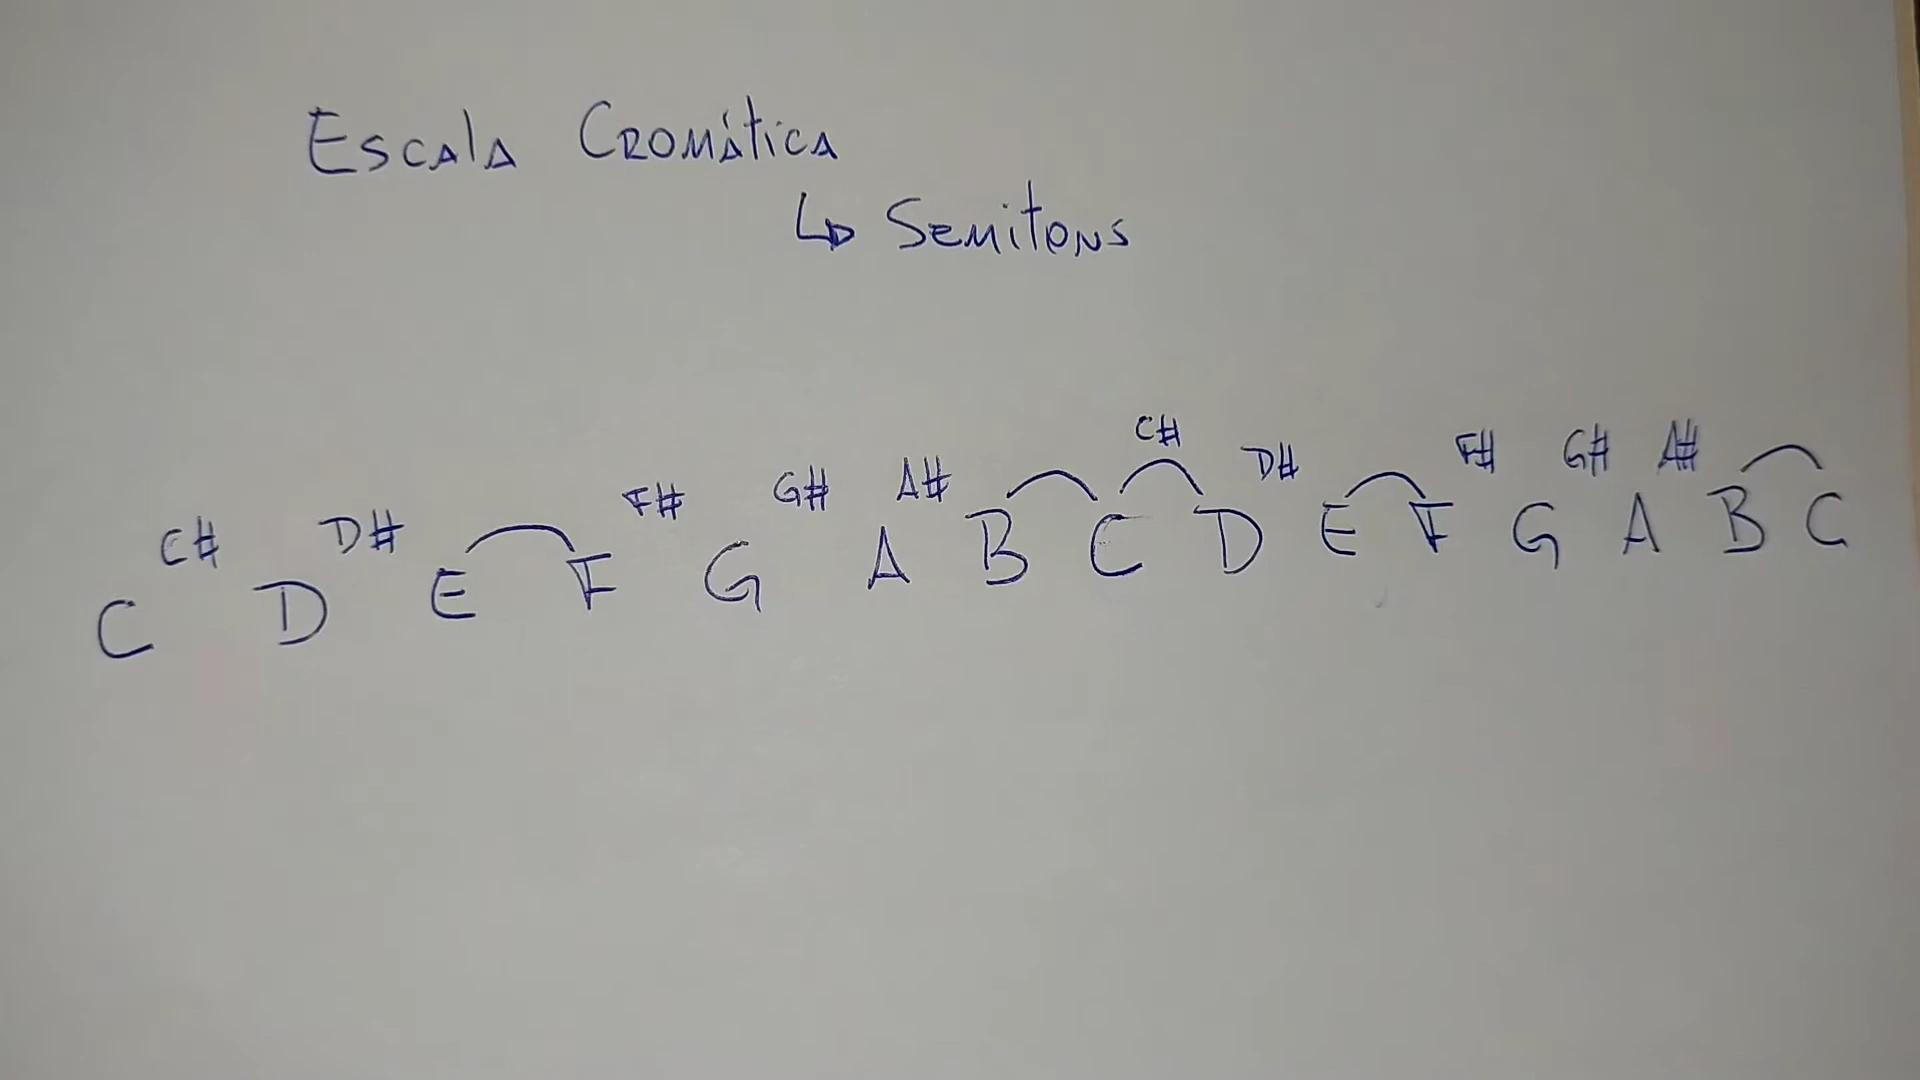 Escala Cromática
↳ Semitons
C# D# F# G# A# C# D# F# G# A#
C D E F G A B C D E F G A B C